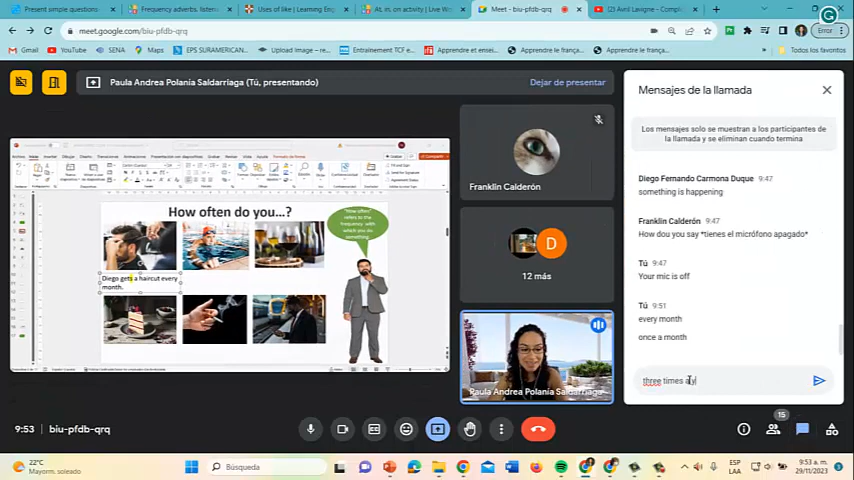 Present simple questions
Frequency adverbs. listenin
Uses of like | Learning Eng
At, in, on activity | Live Wo
Meet - biu-pfdb-qrq
(2) Avril Lavigne - Comple
meet.google.com/biu-pfdb-qrq
Error
Gmail
YouTube
SENA
Maps
EPS SURAMERICAN...
Upload Image – re...
Entraînement TCF e...
Apprendre et ensei...
Apprendre le franç...
Apprendre le franç...
Todos los favoritos
Paula Andrea Polanía Saldarriaga (Tú, presentando)
Dejar de presentar
How often do you...?
"How often"
refers to the
frequency with
which you do
something
Diego gets a haircut every
month.
Franklin Calderón
D
12 más
Paula Andrea Polanía Saldarriaga
Mensajes de la llamada
Los mensajes solo se muestran a los participantes de
la llamada y se eliminan cuando termina
Diego Fernando Carmona Duque 9:47
something is happening
Franklin Calderón 9:47
How dou you say *tienes el micrófono apagado*
Tú 9:47
Your mic is off
Tú 9:51
every month
once a month
three times a y
9:53
biu-pfdb-qrq
15
22°C
Mayorm. soleado
Búsqueda
ESP
LAA
9:53 a. m.
29/11/2023